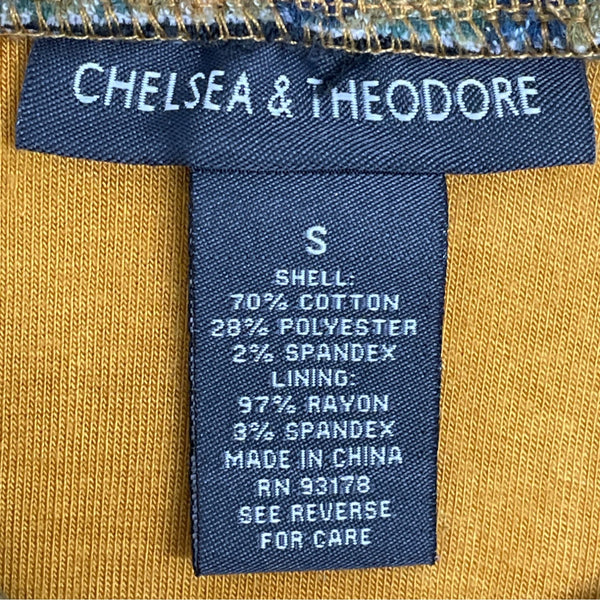 CHELSEA & THEODORE
S
SHELL:
70% COTTON
28% POLYESTER
2% SPANDEX
LINING:
97% RAYON
3% SPANDEX
MADE IN CHINA
RN 93178
SEE REVERSE
FOR CARE